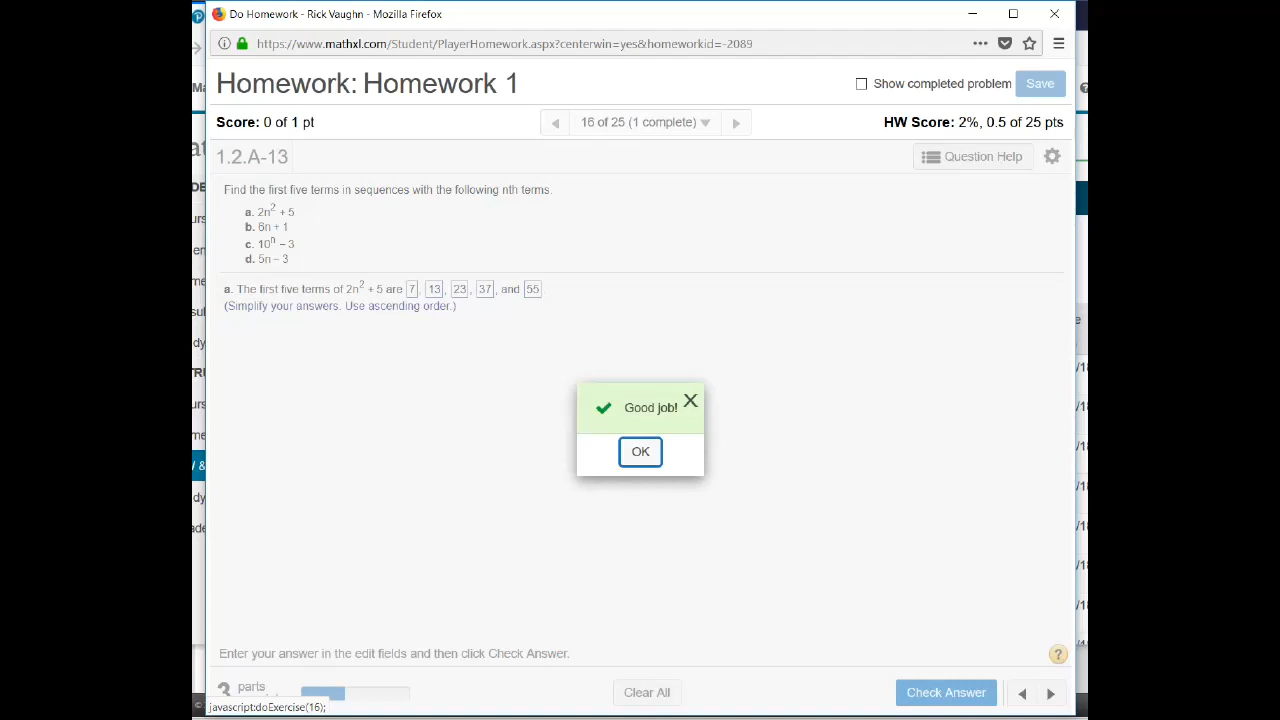 Do Homework - Rick Vaughn - Mozilla Firefox
https://www.mathxl.com/Student/PlayerHomework.aspx?centerwin=yes&homeworkid=-2089
Homework: Homework 1
Show completed problem
Save
Score: 0 of 1 pt
16 of 25 (1 complete)
HW Score: 2%, 0.5 of 25 pts
1.2.A-13
Question Help
Find the first five terms in sequences with the following nth terms.
a. 2n² + 5
b. 6n + 1
c. 10ⁿ − 3
d. 5n − 3
a. The first five terms of 2n² + 5 are 7, 13, 23, 37, and 55
(Simplify your answers. Use ascending order.)
Good job!
OK
Enter your answer in the edit fields and then click Check Answer.
?
3 parts
Clear All
Check Answer
javascript:doExercise(16);